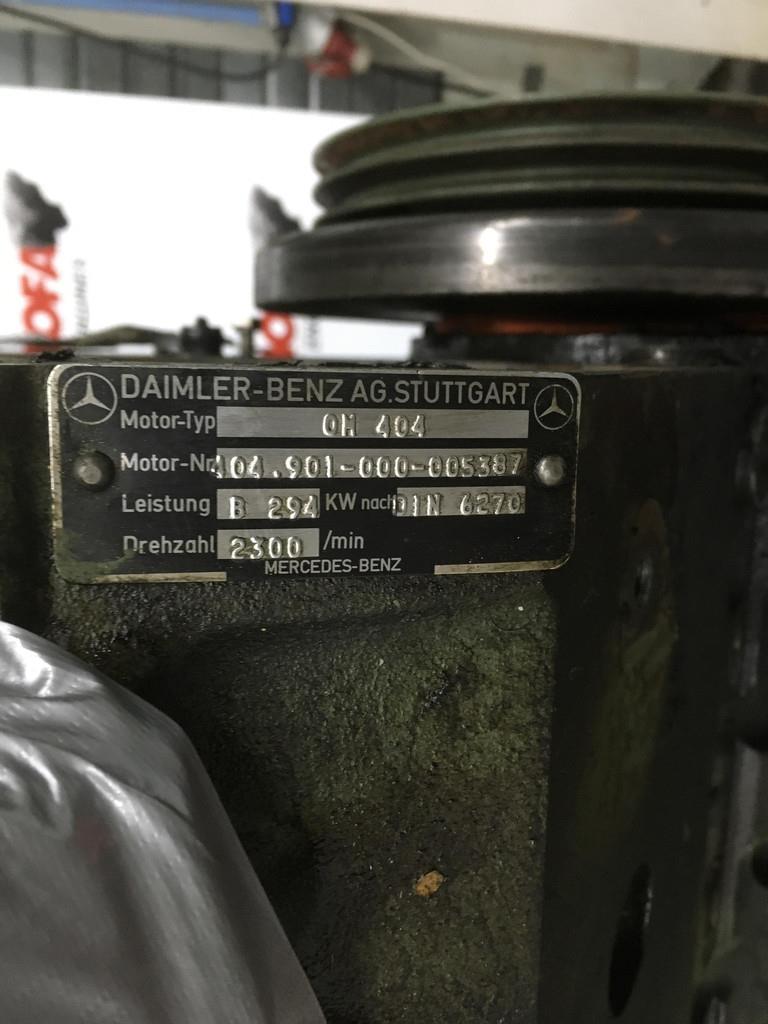 OFA
DAIMLER-BENZ AG.STUTTGART
Motor-Typ OM 404
Motor-Nr 404.901-000-005387
Leistung B 294 KW nach DIN 6270
Drehzahl 2300 /min
MERCEDES-BENZ